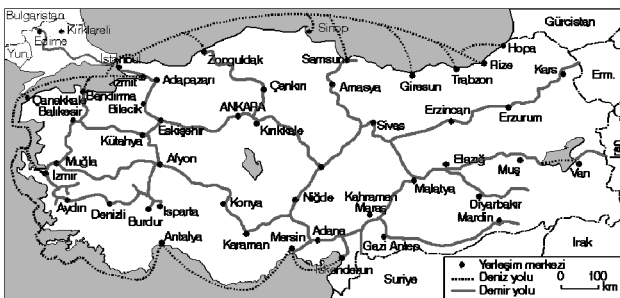 Bulgaristan
Kırklareli
Edirne
Yun.
İstanbul
Sinop
Gürcistan
Zonguldak
Samsun
Hopa
Rize
Trabzon
Giresun
Kars
Erm.
İzmit
Adapazarı
Çanakkale
Bandırma
Balıkesir
Bilecik
Çankırı
Amasya
ANKARA
Kırıkkale
Eskişehir
Sivas
Erzincan
Erzurum
Kütahya
Muğla
İzmir
Afyon
Elazığ
Muş
Van
İran
Malatya
Diyarbakır
Mardin
Aydın
Denizli
Burdur
Isparta
Konya
Niğde
Kahraman
Maraş
Antalya
Karaman
Mersin
Adana
Gazi Antep
İskenderun
Suriye
Irak
Yerleşim merkezi
Deniz yolu
Demir yolu
0 100
km